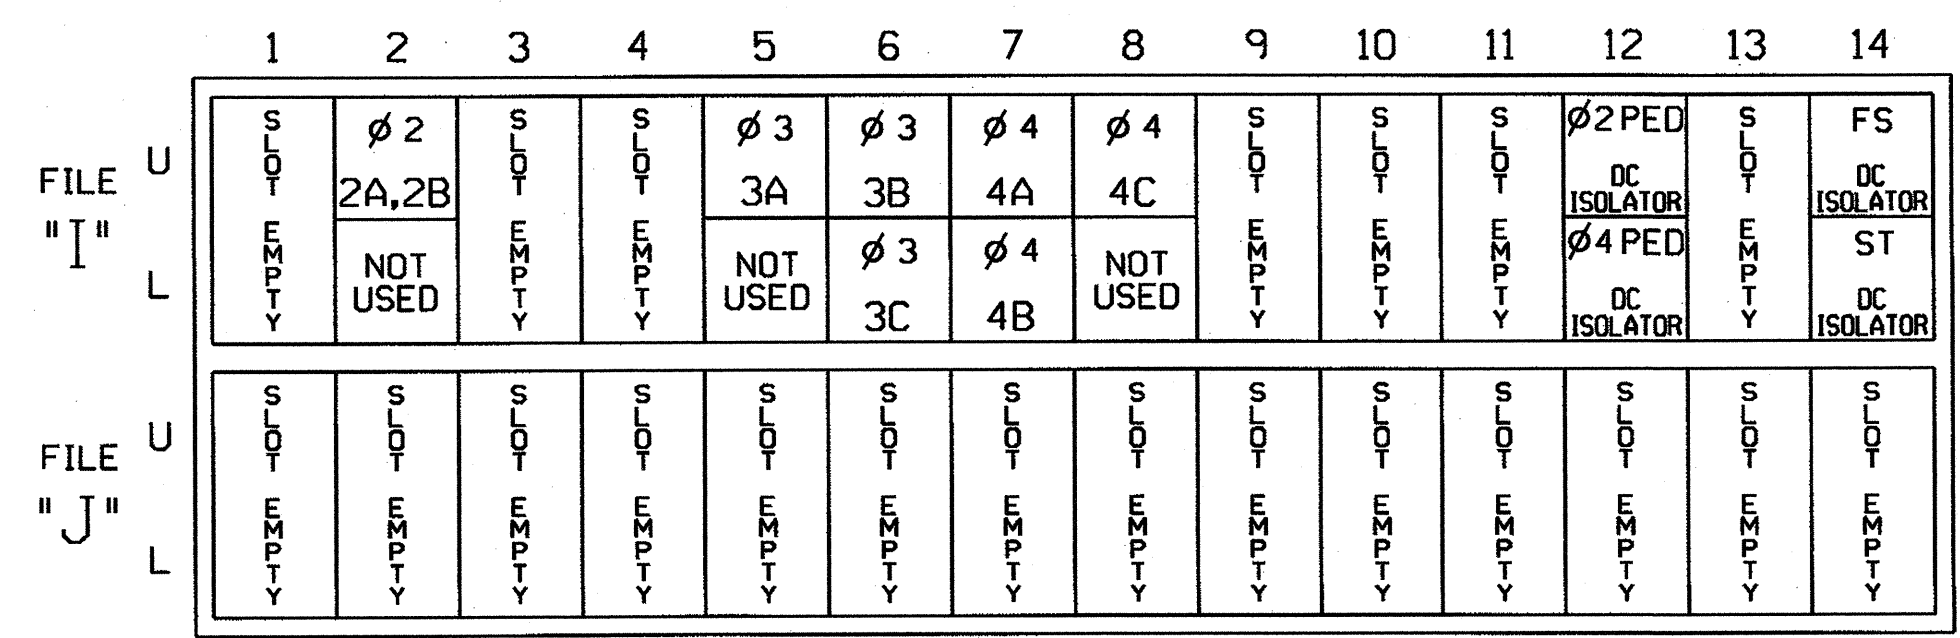 1 2 3 4 5 6 7 8 9 10 11 12 13 14
FILE "I"
U
L
SLOT EMPTY
Ø 2
2A,2B
NOT USED
SLOT EMPTY
SLOT EMPTY
Ø 3
3A
NOT USED
Ø 3
3B
Ø 3
3C
Ø 4
4A
Ø 4
4B
Ø 4
4C
NOT USED
SLOT EMPTY
SLOT EMPTY
SLOT EMPTY
Ø2 PED
DC ISOLATOR
Ø4 PED
DC ISOLATOR
SLOT EMPTY
FS
DC ISOLATOR
ST
DC ISOLATOR
FILE "J"
U
L
SLOT EMPTY
SLOT EMPTY
SLOT EMPTY
SLOT EMPTY
SLOT EMPTY
SLOT EMPTY
SLOT EMPTY
SLOT EMPTY
SLOT EMPTY
SLOT EMPTY
SLOT EMPTY
SLOT EMPTY
SLOT EMPTY
SLOT EMPTY